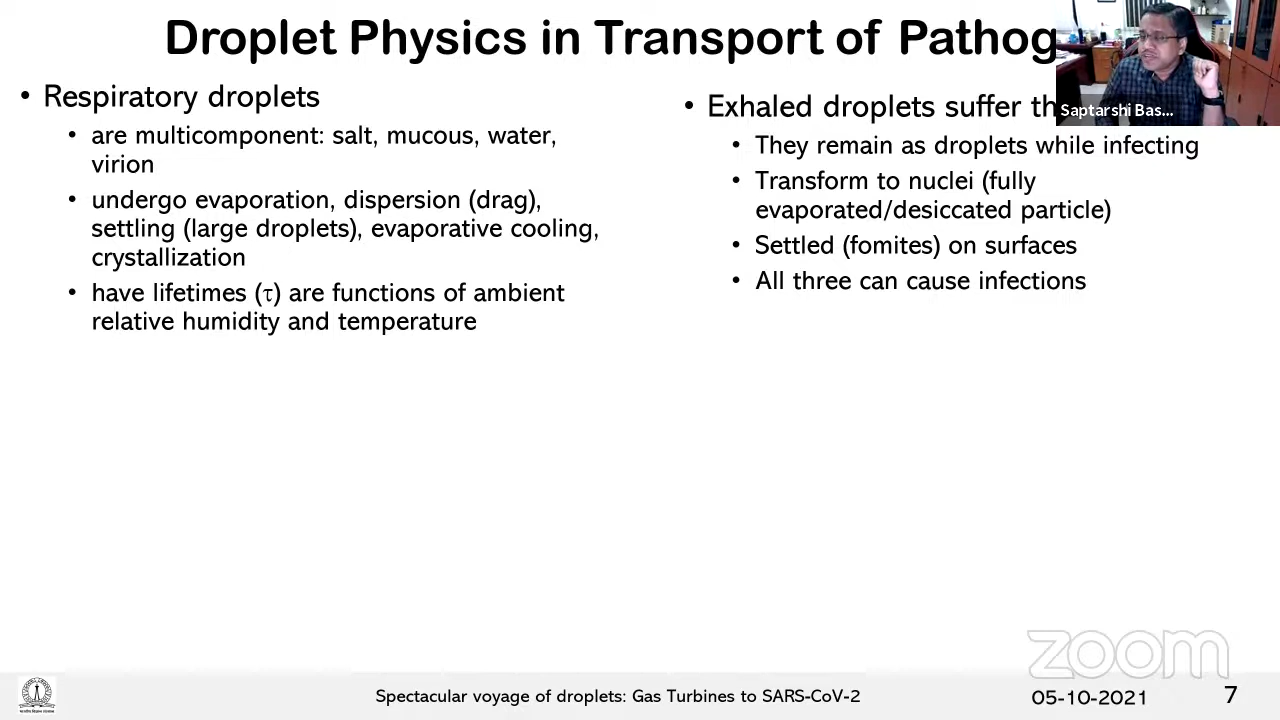 Droplet Physics in Transport of Pathog
• Respiratory droplets
• are multicomponent: salt, mucous, water,
virion
• undergo evaporation, dispersion (drag),
settling (large droplets), evaporative cooling,
crystallization
• have lifetimes (τ) are functions of ambient
relative humidity and temperature
• Exhaled droplets suffer th
• They remain as droplets while infecting
• Transform to nuclei (fully
evaporated/desiccated particle)
• Settled (fomites) on surfaces
• All three can cause infections
Saptarshi Bas...
zoom
Spectacular voyage of droplets: Gas Turbines to SARS-CoV-2
05-10-2021
7